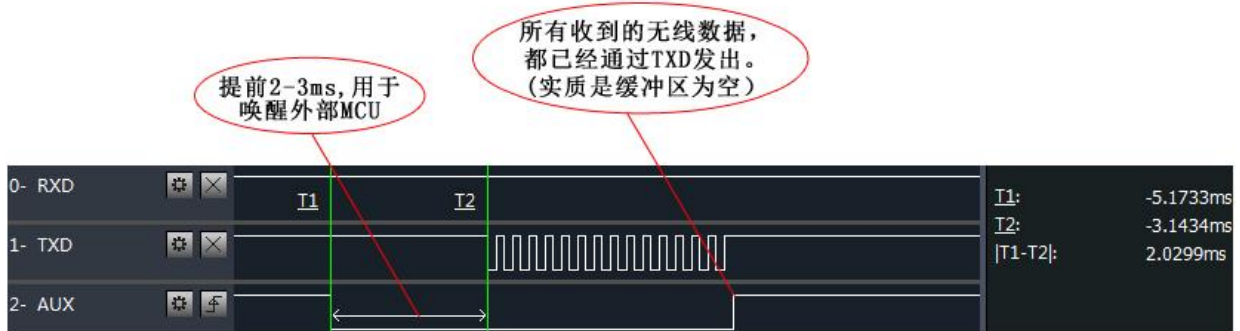 所有收到的无线数据，
都已经通过TXD发出。
(实质是缓冲区为空)
提前2-3ms,用于
唤醒外部MCU
0- RXD
T1
T2
1- TXD
2- AUX
T1: -5.1733ms
T2: -3.1434ms
|T1-T2|: 2.0299ms